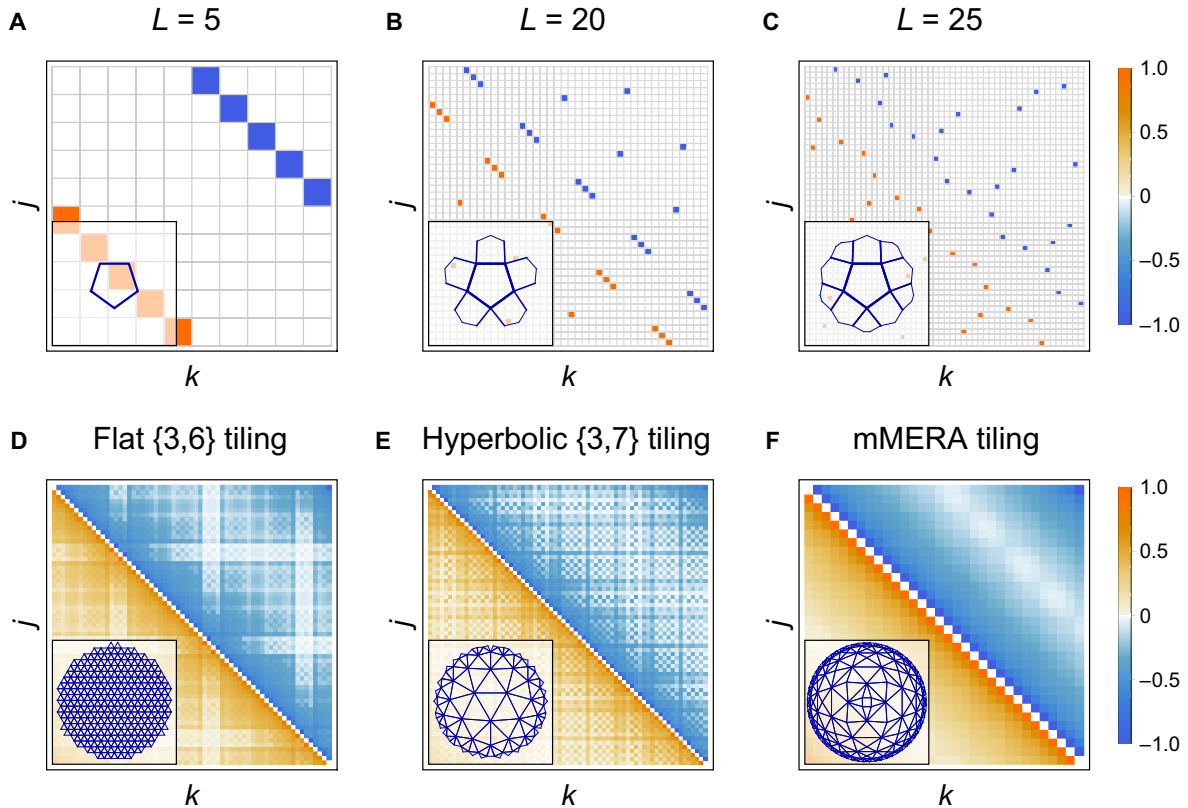 A L = 5
B L = 20
C L = 25
j
k
j
k
j
k
1.0
0.5
0
−0.5
−1.0
D Flat {3,6} tiling
E Hyperbolic {3,7} tiling
F mMERA tiling
j
k
j
k
j
k
1.0
0.5
0
−0.5
−1.0